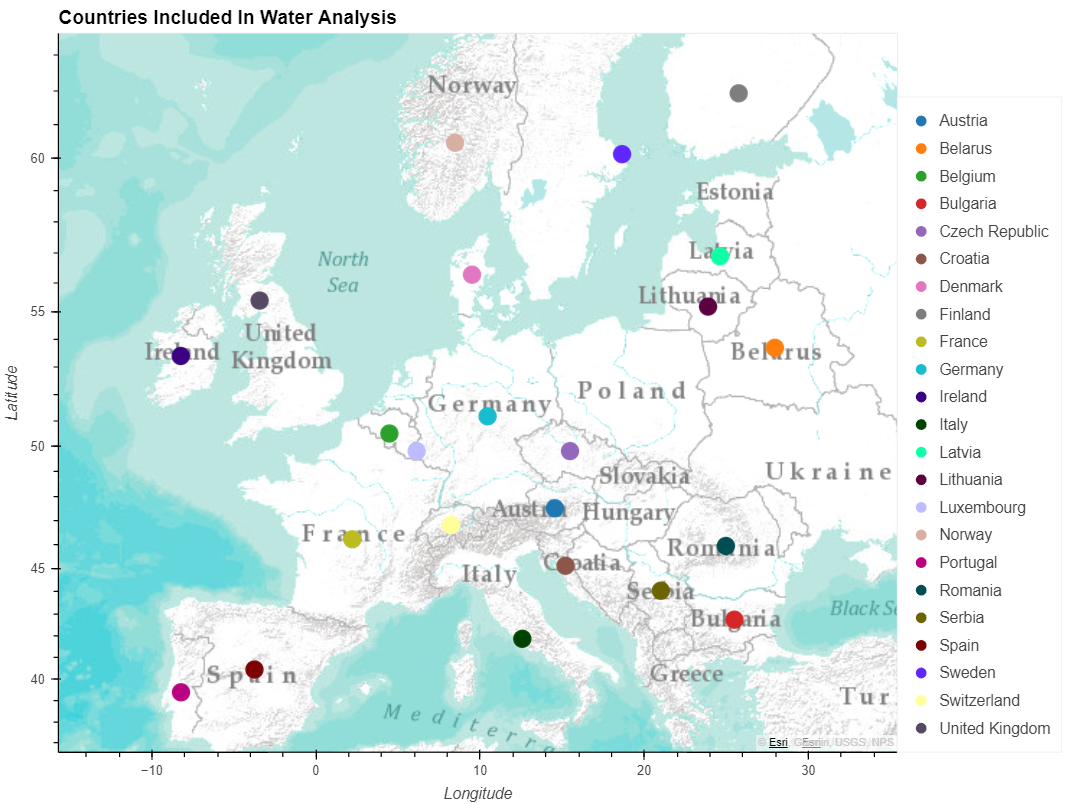 Countries Included In Water Analysis
Norway
60
Estonia
Latvia
North
Sea
55
Lithuania
United
Kingdom
Ireland
Belarus
Latitude
Germany
Poland
50
Slovakia
Ukraine
Austria
Hungary
France
Romania
45
Croatia
Italy
Serbia
Black Se
Bulgaria
Spain
Greece
40
Tur
Mediterra
Esri
USGS, NPS
−10
0
10
20
30
Longitude
Austria
Belarus
Belgium
Bulgaria
Czech Republic
Croatia
Denmark
Finland
France
Germany
Ireland
Italy
Latvia
Lithuania
Luxembourg
Norway
Portugal
Romania
Serbia
Spain
Sweden
Switzerland
United Kingdom